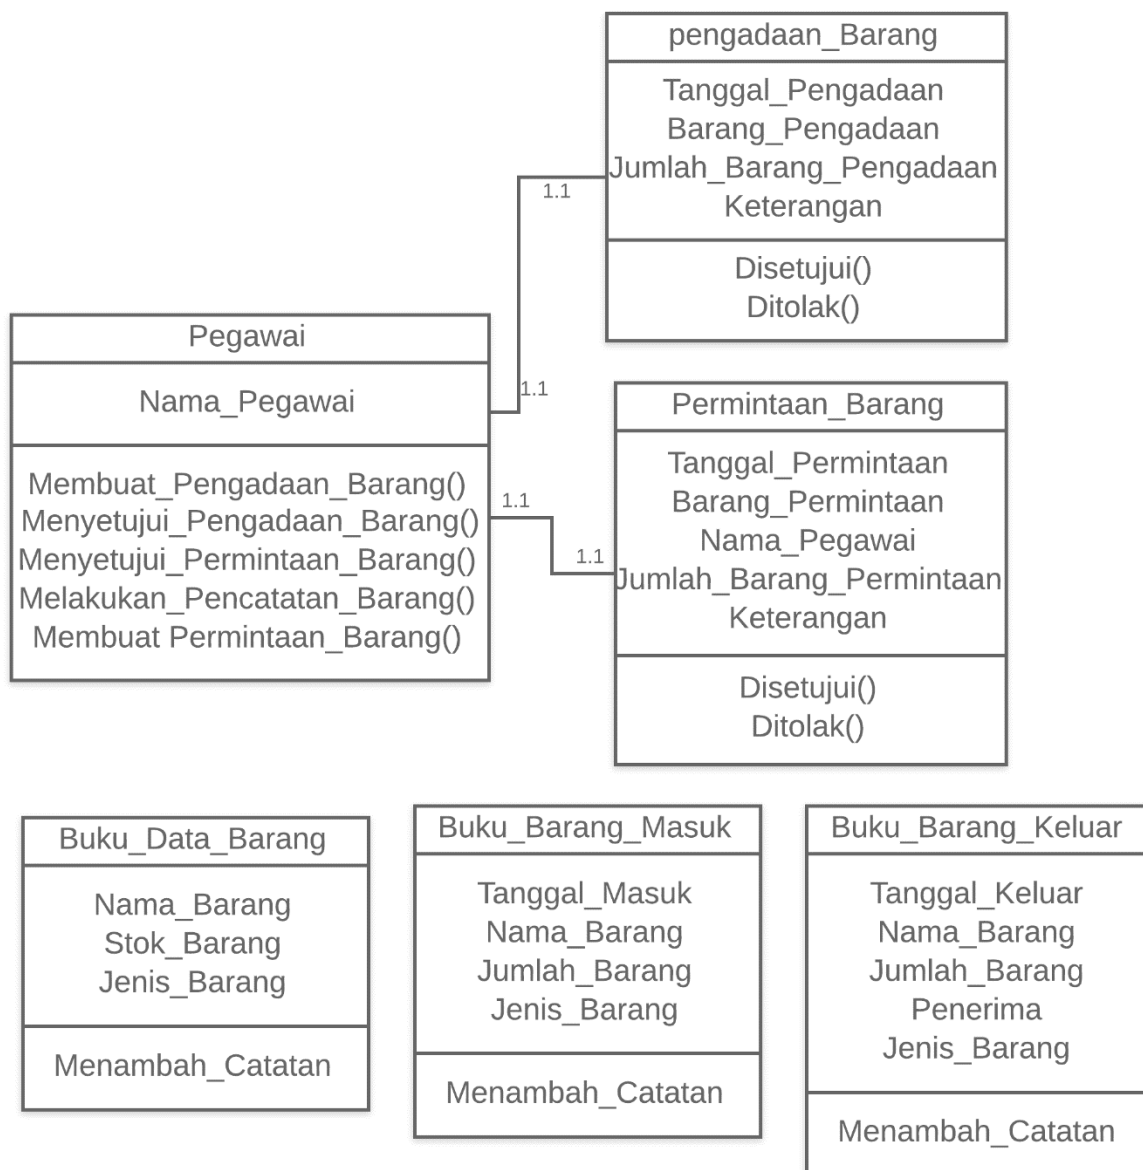 pengadaan_Barang
Tanggal_Pengadaan
Barang_Pengadaan
Jumlah_Barang_Pengadaan
Keterangan
Disetujui()
Ditolak()
1.1
1.1
Pegawai
Nama_Pegawai
Membuat_Pengadaan_Barang()
Menyetujui_Pengadaan_Barang()
Menyetujui_Permintaan_Barang()
Melakukan_Pencatatan_Barang()
Membuat Permintaan_Barang()
1.1
1.1
Permintaan_Barang
Tanggal_Permintaan
Barang_Permintaan
Nama_Pegawai
Jumlah_Barang_Permintaan
Keterangan
Disetujui()
Ditolak()
Buku_Data_Barang
Nama_Barang
Stok_Barang
Jenis_Barang
Menambah_Catatan
Buku_Barang_Masuk
Tanggal_Masuk
Nama_Barang
Jumlah_Barang
Jenis_Barang
Menambah_Catatan
Buku_Barang_Keluar
Tanggal_Keluar
Nama_Barang
Jumlah_Barang
Penerima
Jenis_Barang
Menambah_Catatan